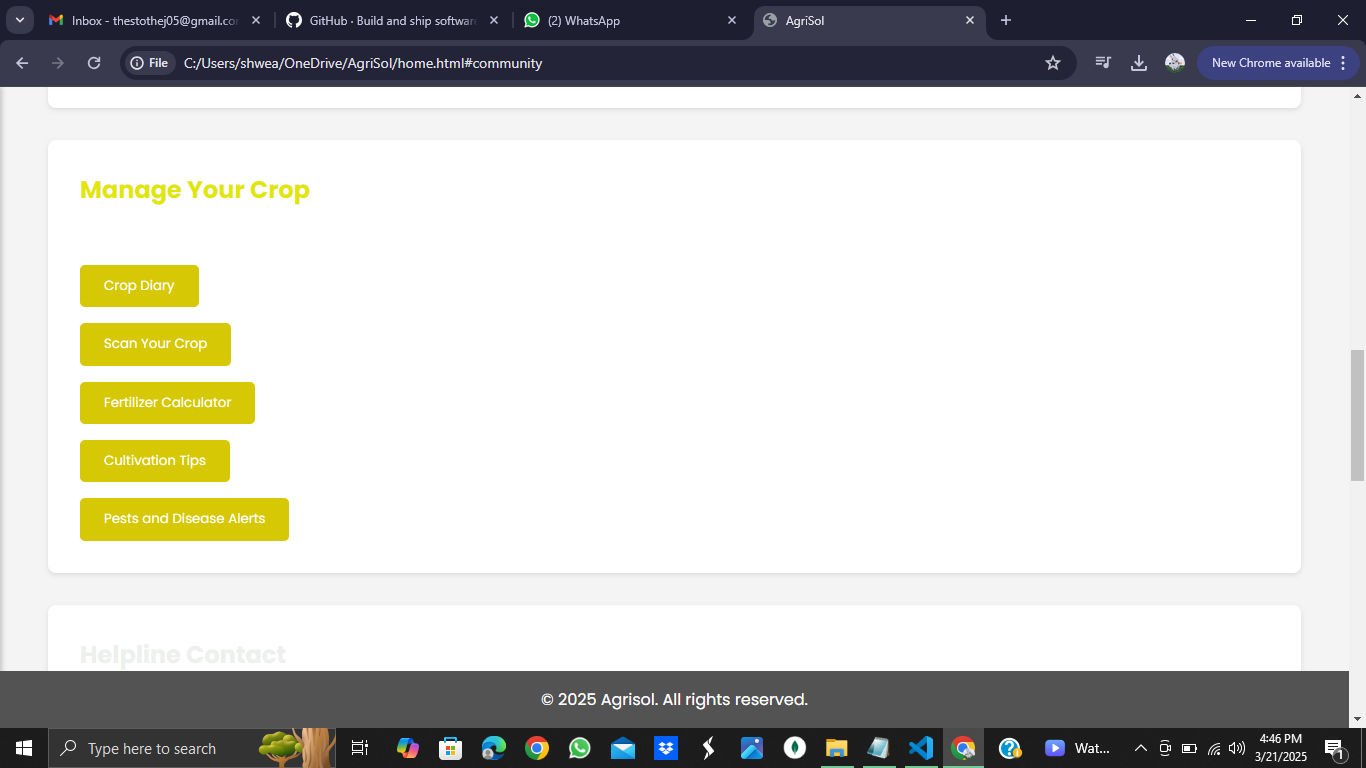 Inbox - thestothej05@gmail.co
GitHub · Build and ship software
(2) WhatsApp
AgriSol
File
C:/Users/shwea/OneDrive/AgriSol/home.html#community
New Chrome available
Manage Your Crop
Crop Diary
Scan Your Crop
Fertilizer Calculator
Cultivation Tips
Pests and Disease Alerts
Helpline Contact
© 2025 Agrisol. All rights reserved.
Type here to search
Wat...
4:46 PM
3/21/2025
1